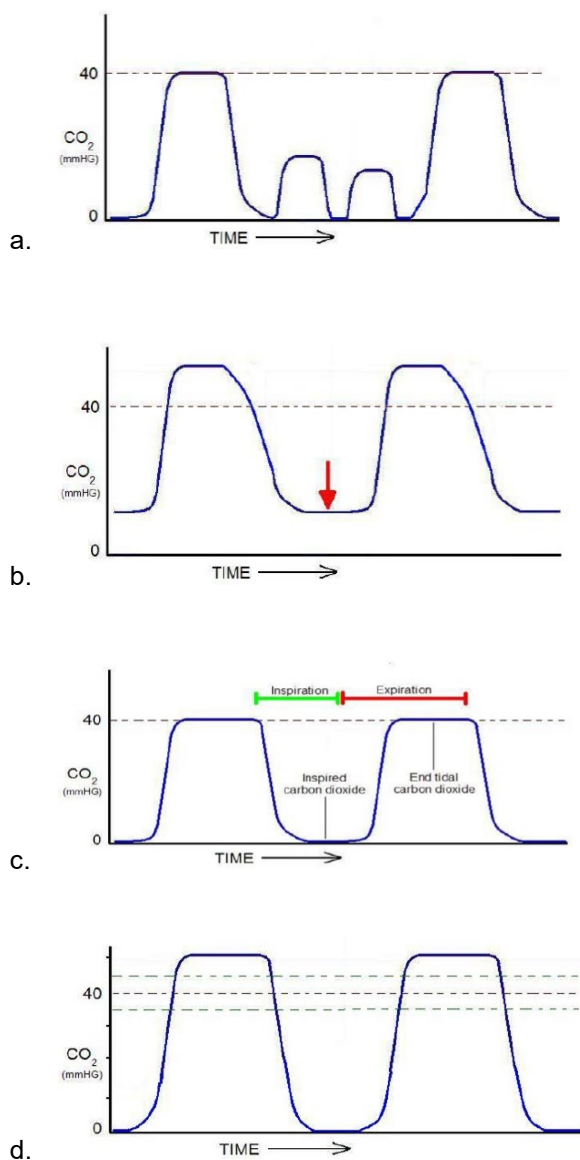 40
CO2
(mmHG)
0
TIME
a.
40
CO2
(mmHG)
0
TIME
b.
Inspiration
Expiration
40
CO2
(mmHG)
Inspired
carbon dioxide
End tidal
carbon dioxide
0
TIME
c.
40
CO2
(mmHG)
0
TIME
d.